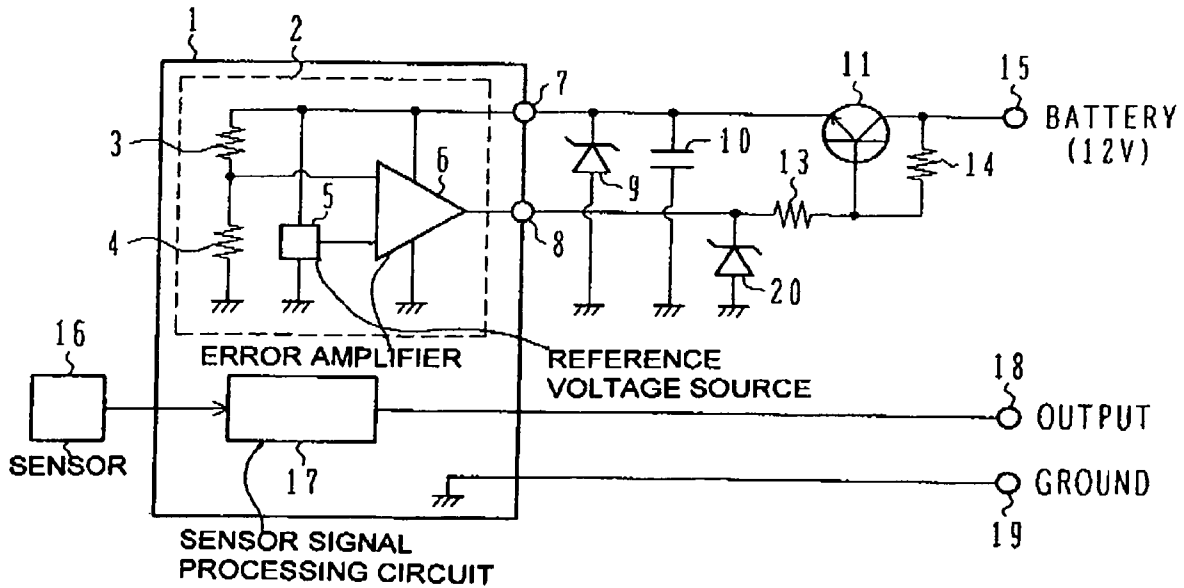 1
2
3
4
5
6
7
8
9
10
11
13
14
15
BATTERY
(12V)
20
ERROR AMPLIFIER
REFERENCE
VOLTAGE SOURCE
16
SENSOR
17
18
OUTPUT
GROUND
19
SENSOR SIGNAL
PROCESSING CIRCUIT